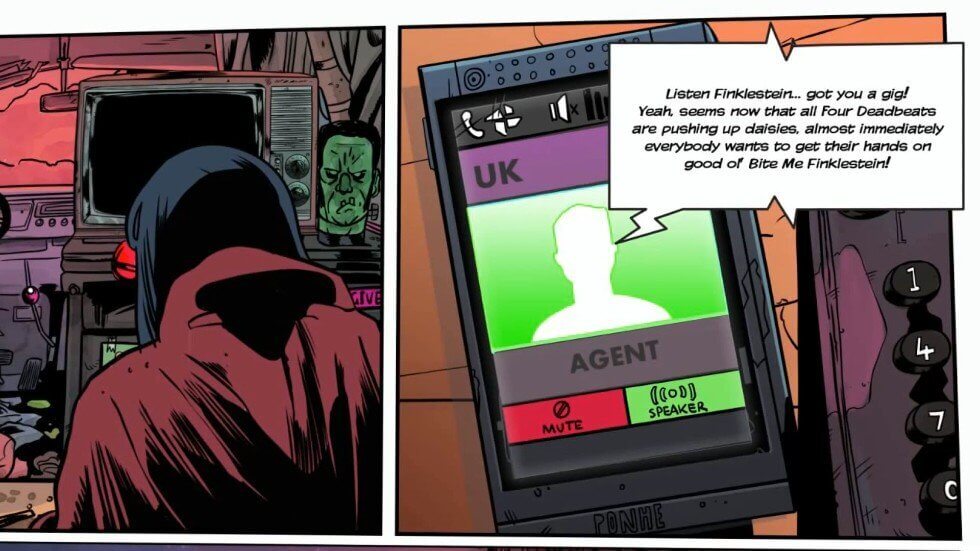 Listen Finklestein... got you a gig!
Yeah, seems now that all Four Deadbeats
are pushing up daisies, almost immediately
everybody wants to get their hands on
good ol' Bite Me Finklestein!
UK
AGENT
MUTE
SPEAKER
PONHE
GIVE
1
4
7